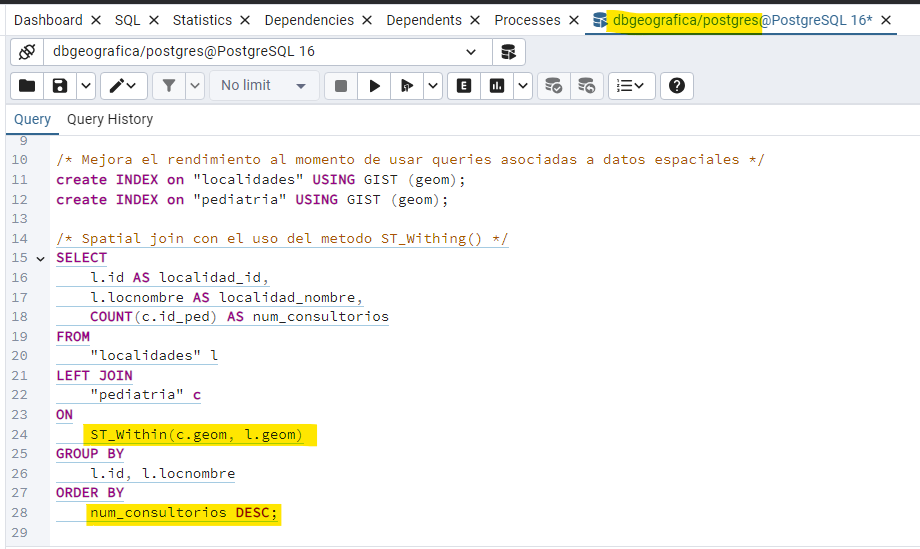 Dashboard × SQL × Statistics × Dependencies × Dependents × Processes × dbgeografica/postgres@PostgreSQL 16* ×
dbgeografica/postgres@PostgreSQL 16
No limit E
Query Query History
9
10 /* Mejora el rendimiento al momento de usar queries asociadas a datos espaciales */
11 create INDEX on "localidades" USING GIST (geom);
12 create INDEX on "pediatria" USING GIST (geom);
13
14 /* Spatial join con el uso del metodo ST_Withing() */
15 SELECT
16 l.id AS localidad_id,
17 l.locnombre AS localidad_nombre,
18 COUNT(c.id_ped) AS num_consultorios
19 FROM
20 "localidades" l
21 LEFT JOIN
22 "pediatria" c
23 ON
24 ST_Within(c.geom, l.geom)
25 GROUP BY
26 l.id, l.locnombre
27 ORDER BY
28 num_consultorios DESC;
29